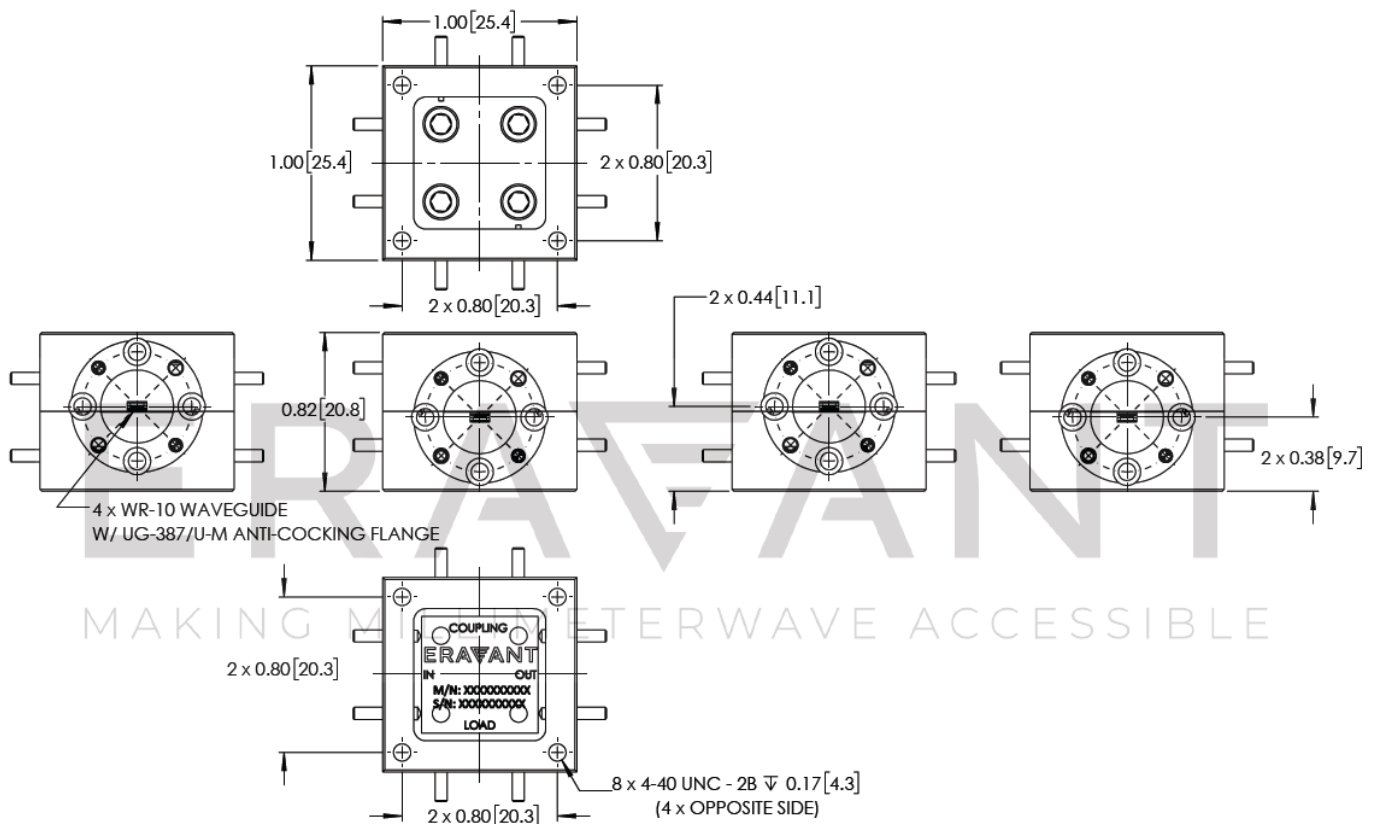 1.00[25.4]
1.00[25.4]
2 x 0.80[20.3]
2 x 0.80[20.3]
2 x 0.44[11.1]
0.82[20.8]
2 x 0.38[9.7]
4 x WR-10 WAVEGUIDE
W/ UG-387/U-M ANTI-COCKING FLANGE
ERAVANT
MAKING MILLIMETERWAVE ACCESSIBLE
2 x 0.80[20.3]
COUPLING
ERAVANT
IN OUT
M/N: XXXXXXXXXX
S/N: XXXXXXXXXX
LOAD
8 x 4-40 UNC - 2B ↧ 0.17[4.3]
(4 x OPPOSITE SIDE)
2 x 0.80[20.3]